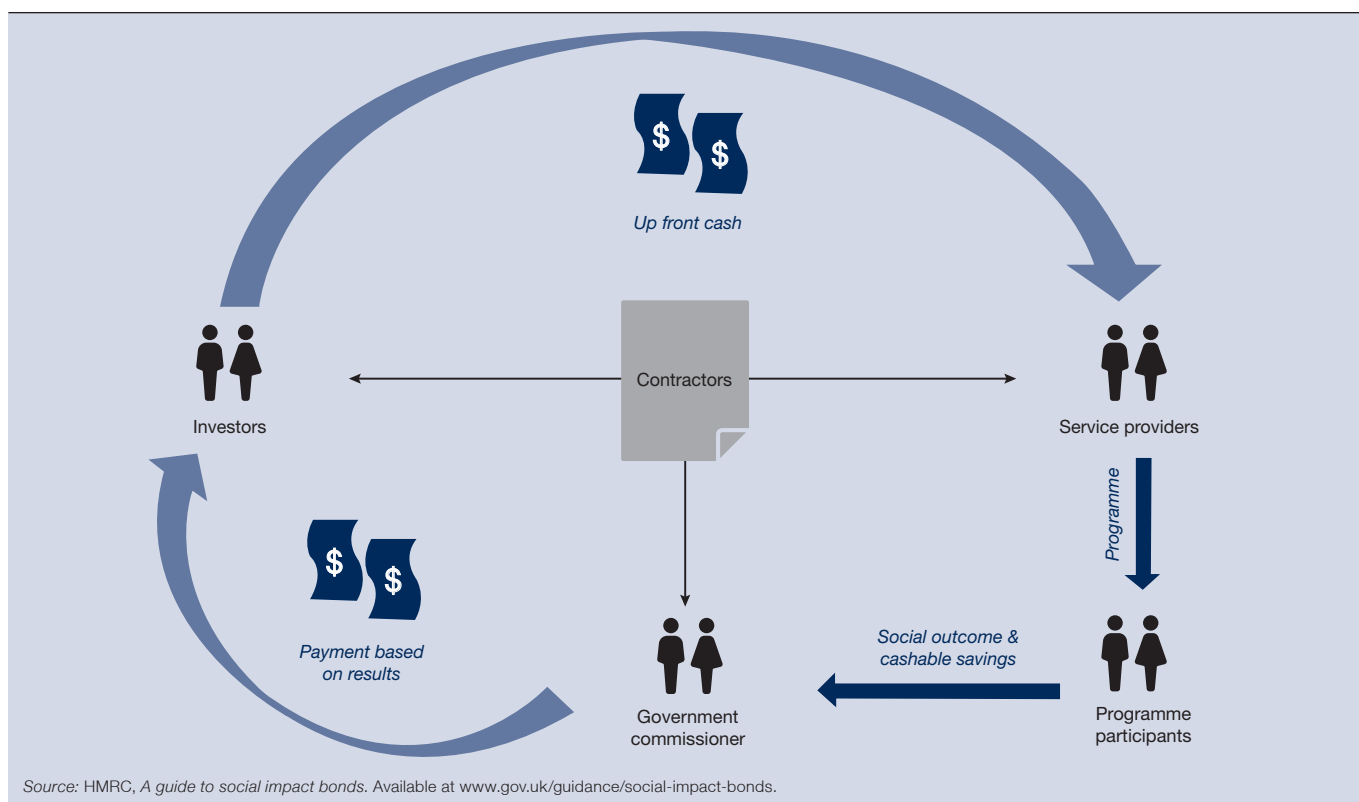 $
$
Up front cash
Contractors
Investors
Service providers
Programme
$
$
Payment based
on results
Social outcome &
cashable savings
Government
commissioner
Programme
participants
Source: HMRC, A guide to social impact bonds. Available at www.gov.uk/guidance/social-impact-bonds.